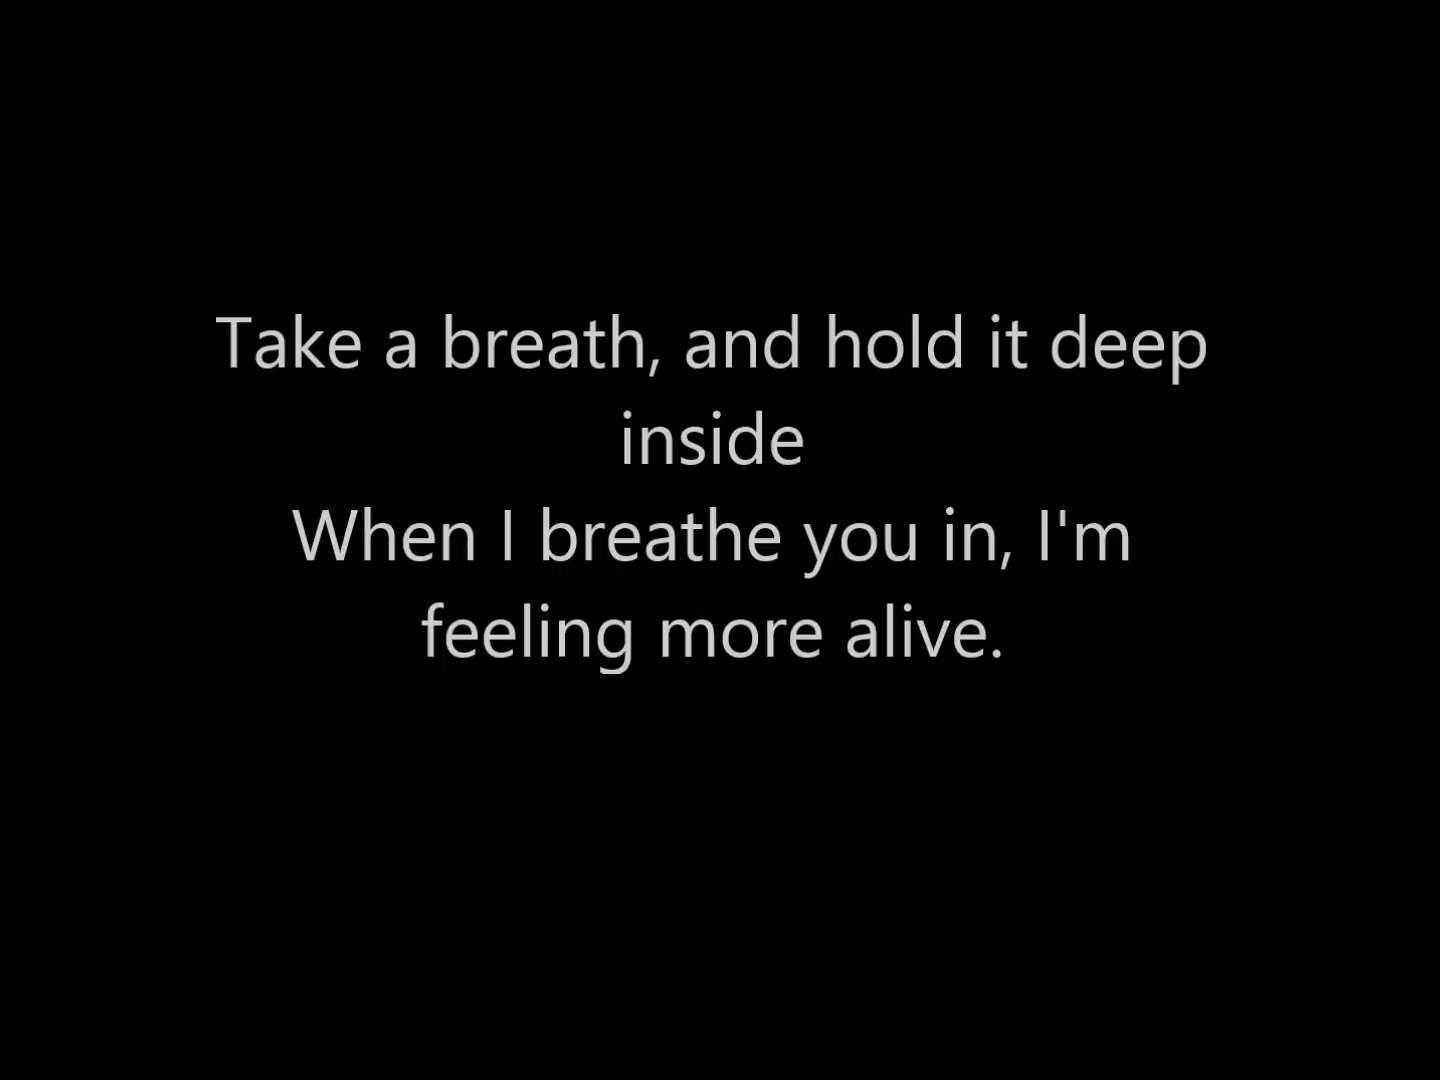 Take a breath, and hold it deep
inside
When I breathe you in, I'm
feeling more alive.